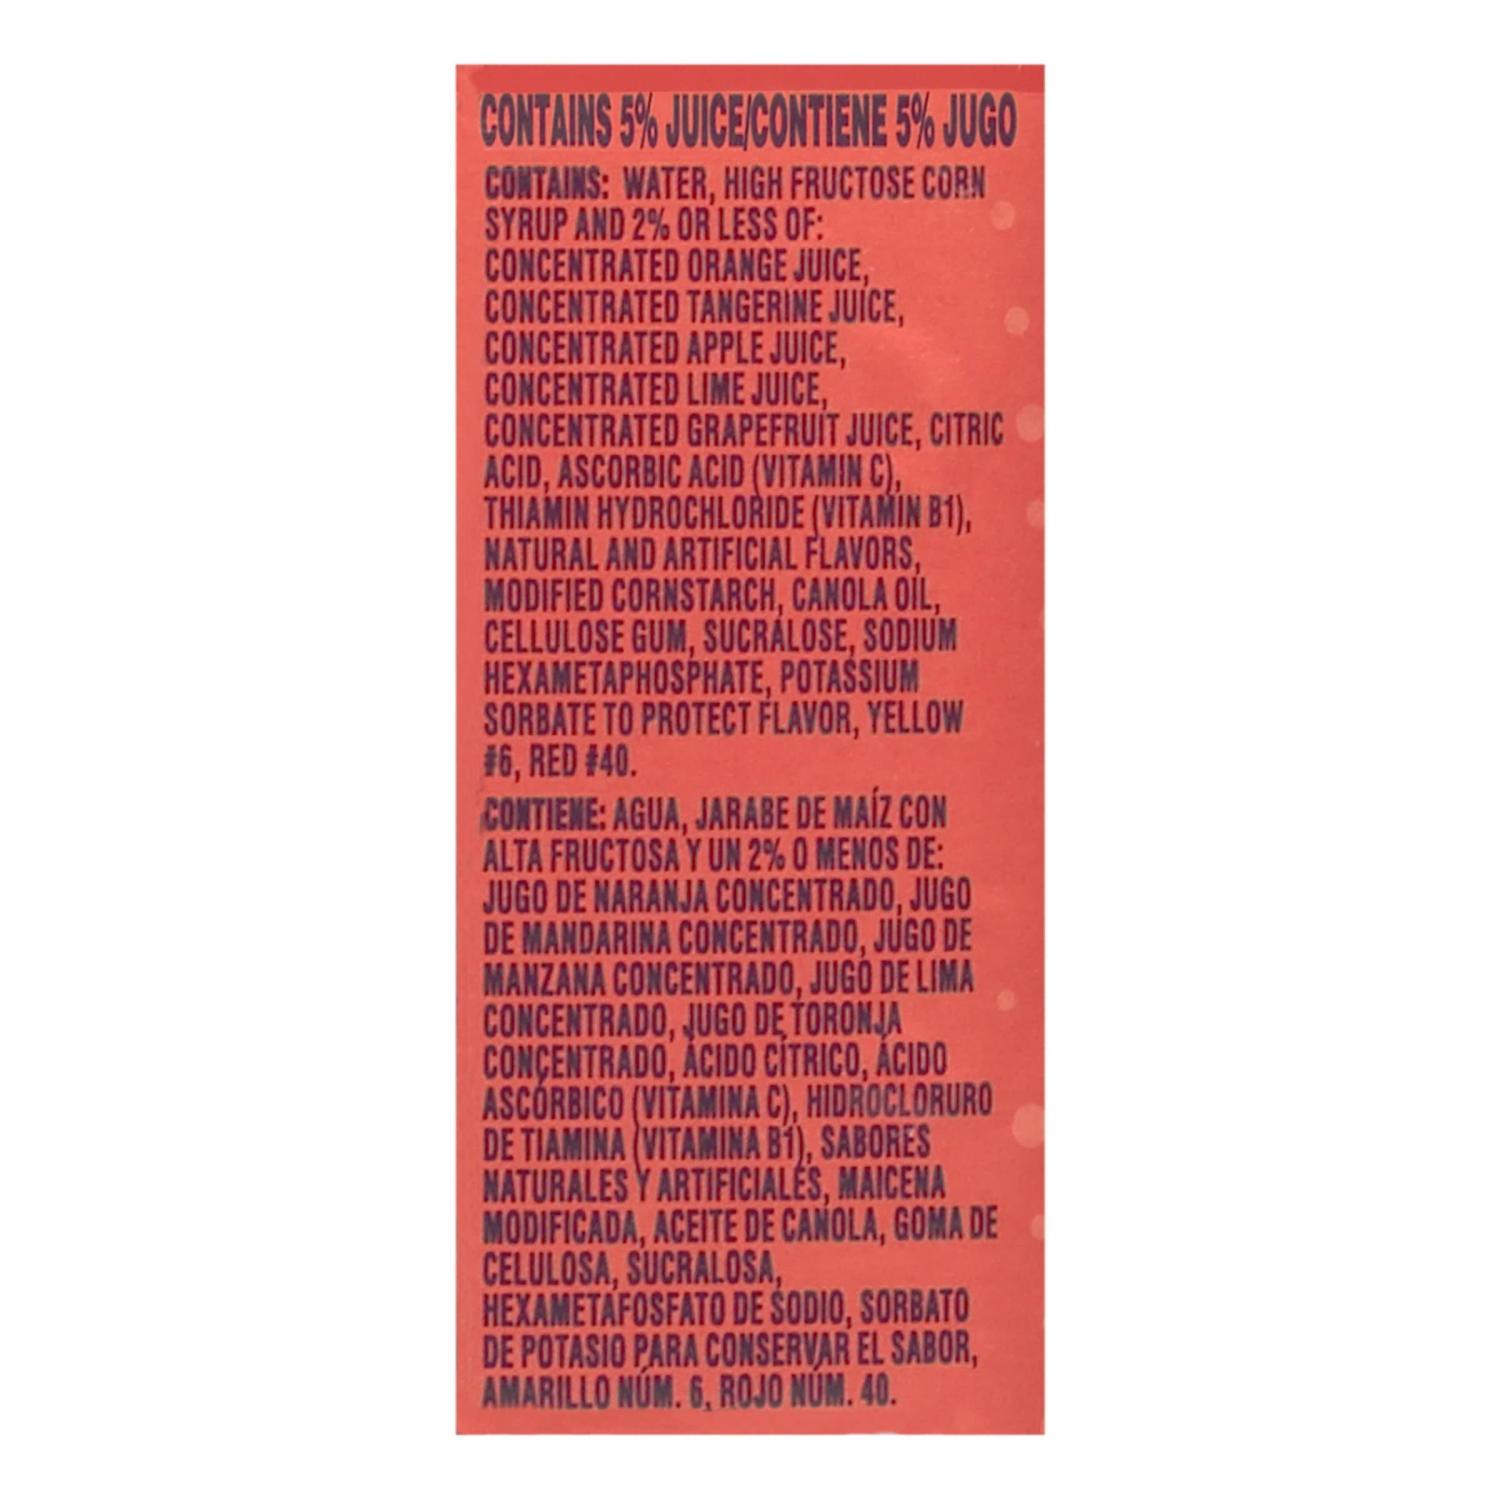 CONTAINS 5% JUICE/CONTIENE 5% JUGO
CONTAINS: WATER, HIGH FRUCTOSE CORN
SYRUP AND 2% OR LESS OF:
CONCENTRATED ORANGE JUICE,
CONCENTRATED TANGERINE JUICE,
CONCENTRATED APPLE JUICE,
CONCENTRATED LIME JUICE,
CONCENTRATED GRAPEFRUIT JUICE, CITRIC
ACID, ASCORBIC ACID (VITAMIN C),
THIAMIN HYDROCHLORIDE (VITAMIN B1),
NATURAL AND ARTIFICIAL FLAVORS,
MODIFIED CORNSTARCH, CANOLA OIL,
CELLULOSE GUM, SUCRALOSE, SODIUM
HEXAMETAPHOSPHATE, POTASSIUM
SORBATE TO PROTECT FLAVOR, YELLOW
#6, RED #40.
CONTIENE: AGUA, JARABE DE MAÍZ CON
ALTA FRUCTOSA Y UN 2% O MENOS DE:
JUGO DE NARANJA CONCENTRADO, JUGO
DE MANDARINA CONCENTRADO, JUGO DE
MANZANA CONCENTRADO, JUGO DE LIMA
CONCENTRADO, JUGO DE TORONJA
CONCENTRADO, ÁCIDO CÍTRICO, ÁCIDO
ASCÓRBICO (VITAMINA C), HIDROCLORURO
DE TIAMINA (VITAMINA B1), SABORES
NATURALES Y ARTIFICIALES, MAICENA
MODIFICADA, ACEITE DE CANOLA, GOMA DE
CELULOSA, SUCRALOSA,
HEXAMETAFOSFATO DE SODIO, SORBATO
DE POTASIO PARA CONSERVAR EL SABOR,
AMARILLO NÚM. 6, ROJO NÚM. 40.